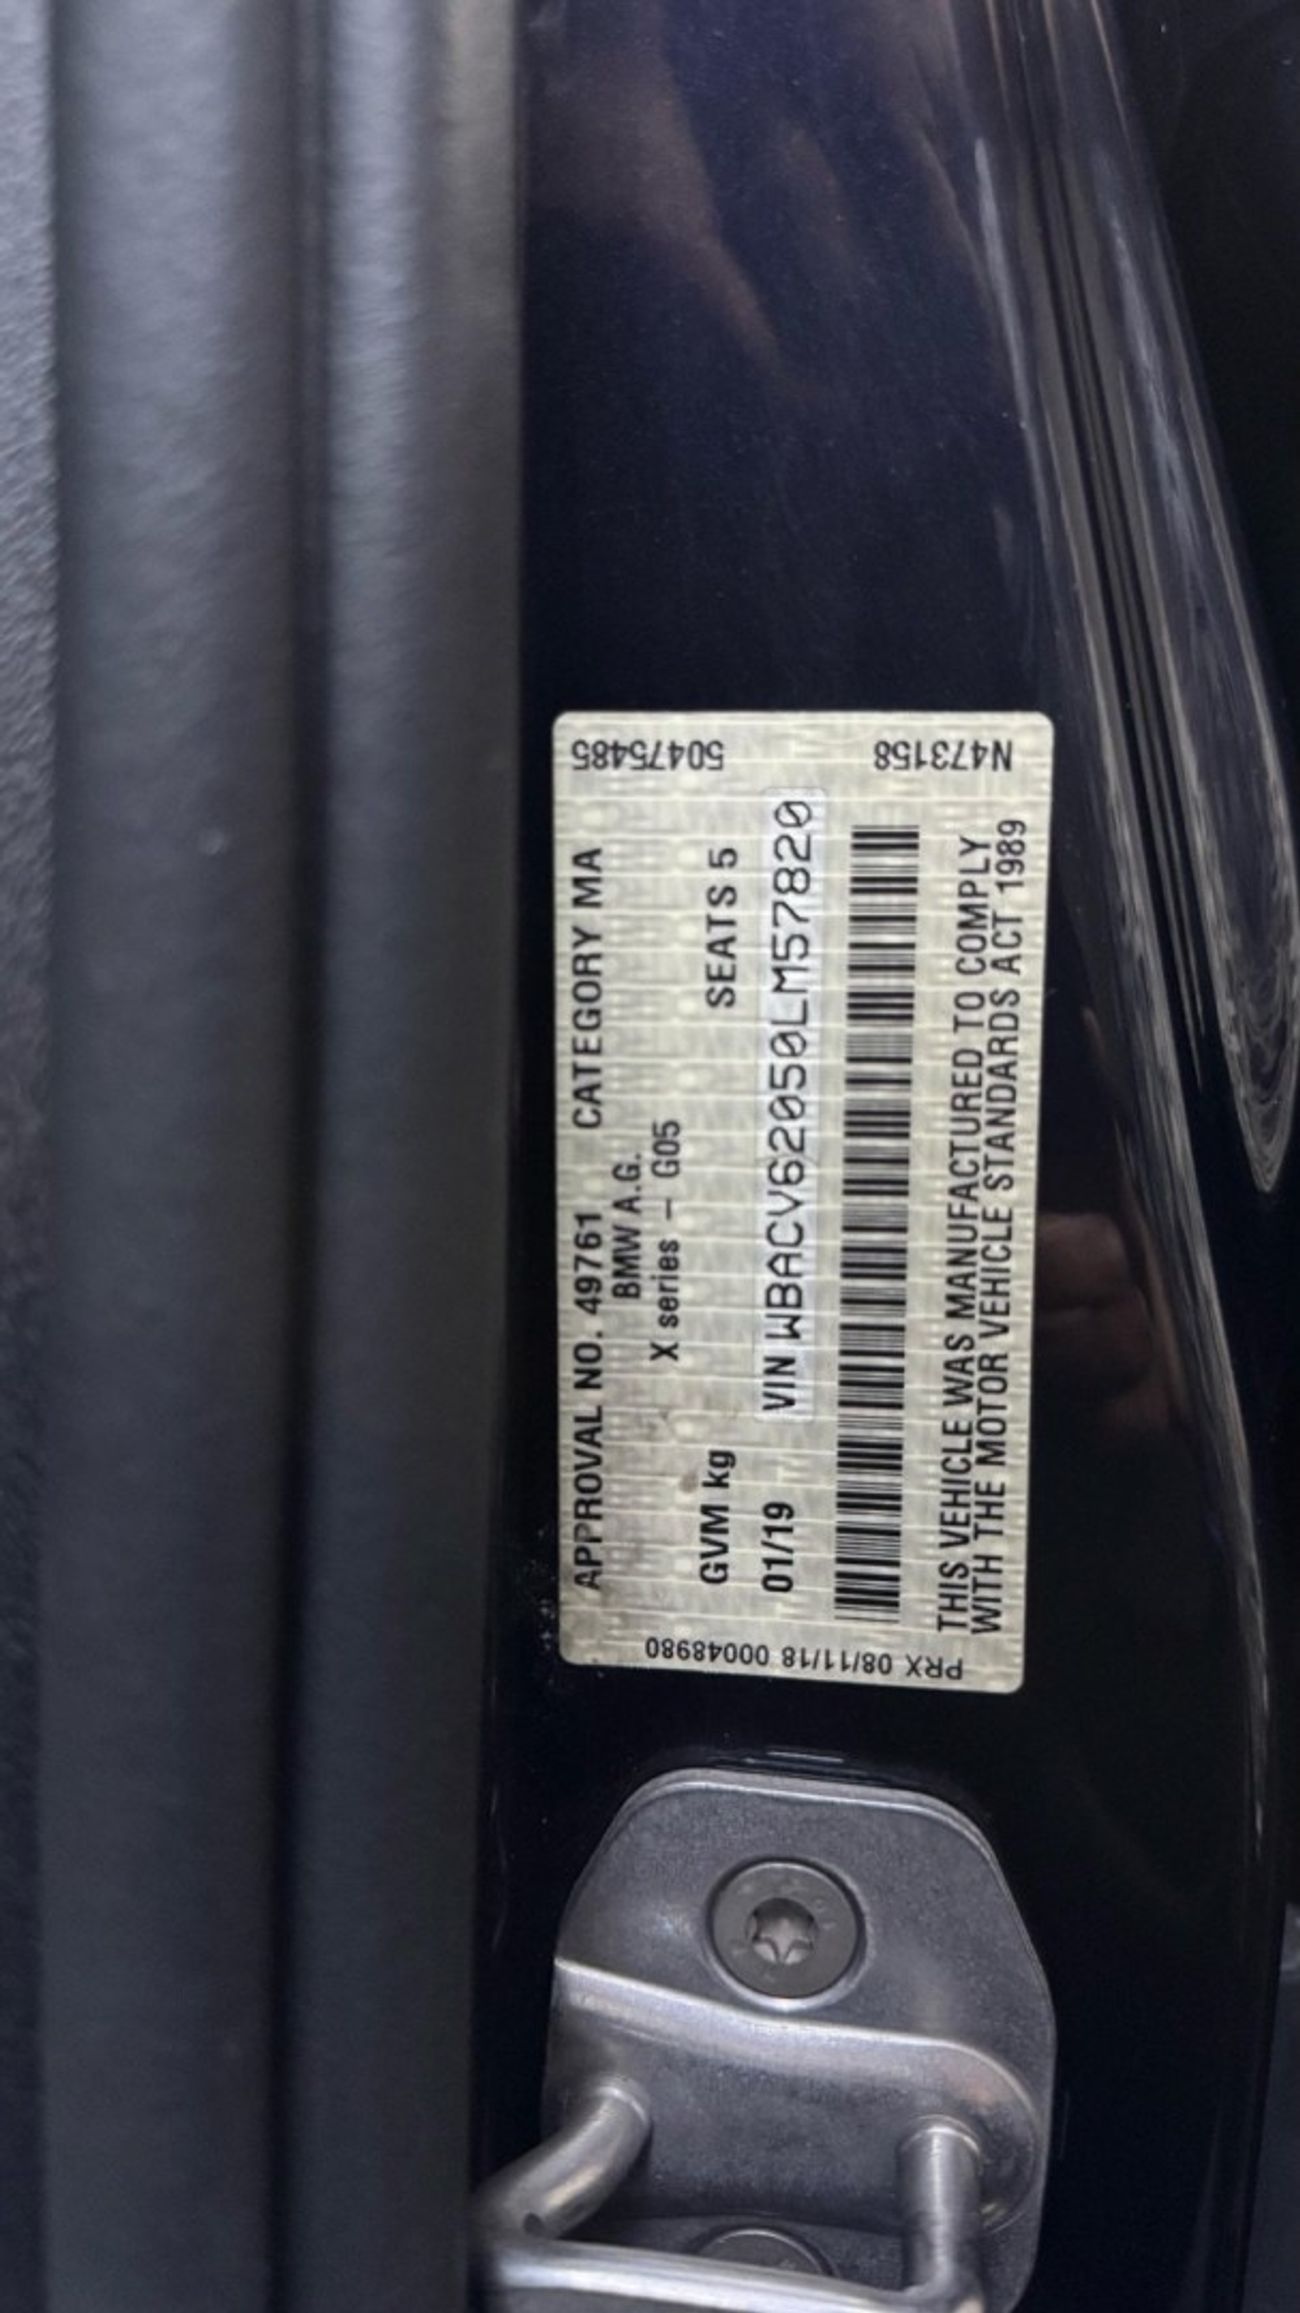 APPROVAL NO. 49761 CATEGORY MA
BMW A.G.
X series – G05
GVM kg SEATS 5
01/19 VIN WBACV62050LM57820
THIS VEHICLE WAS MANUFACTURED TO COMPLY
WITH THE MOTOR VEHICLE STANDARDS ACT 1989
50475485
N473158
PRX 08/11/18 00048980